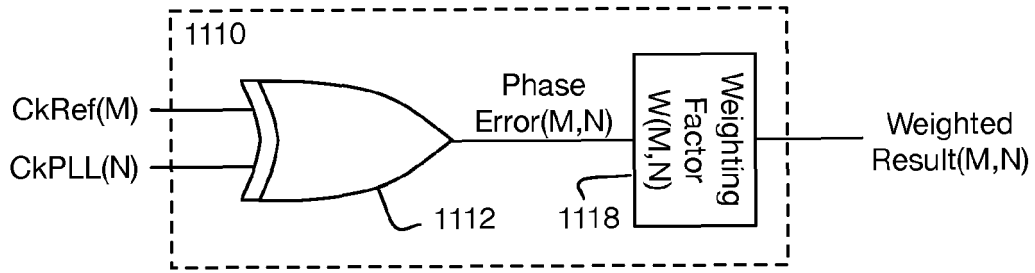 1110
CkRef(M)
CkPLL(N)
Phase
Error(M,N)
1112
Weighting
Factor
W(M,N)
1118
Weighted
Result(M,N)